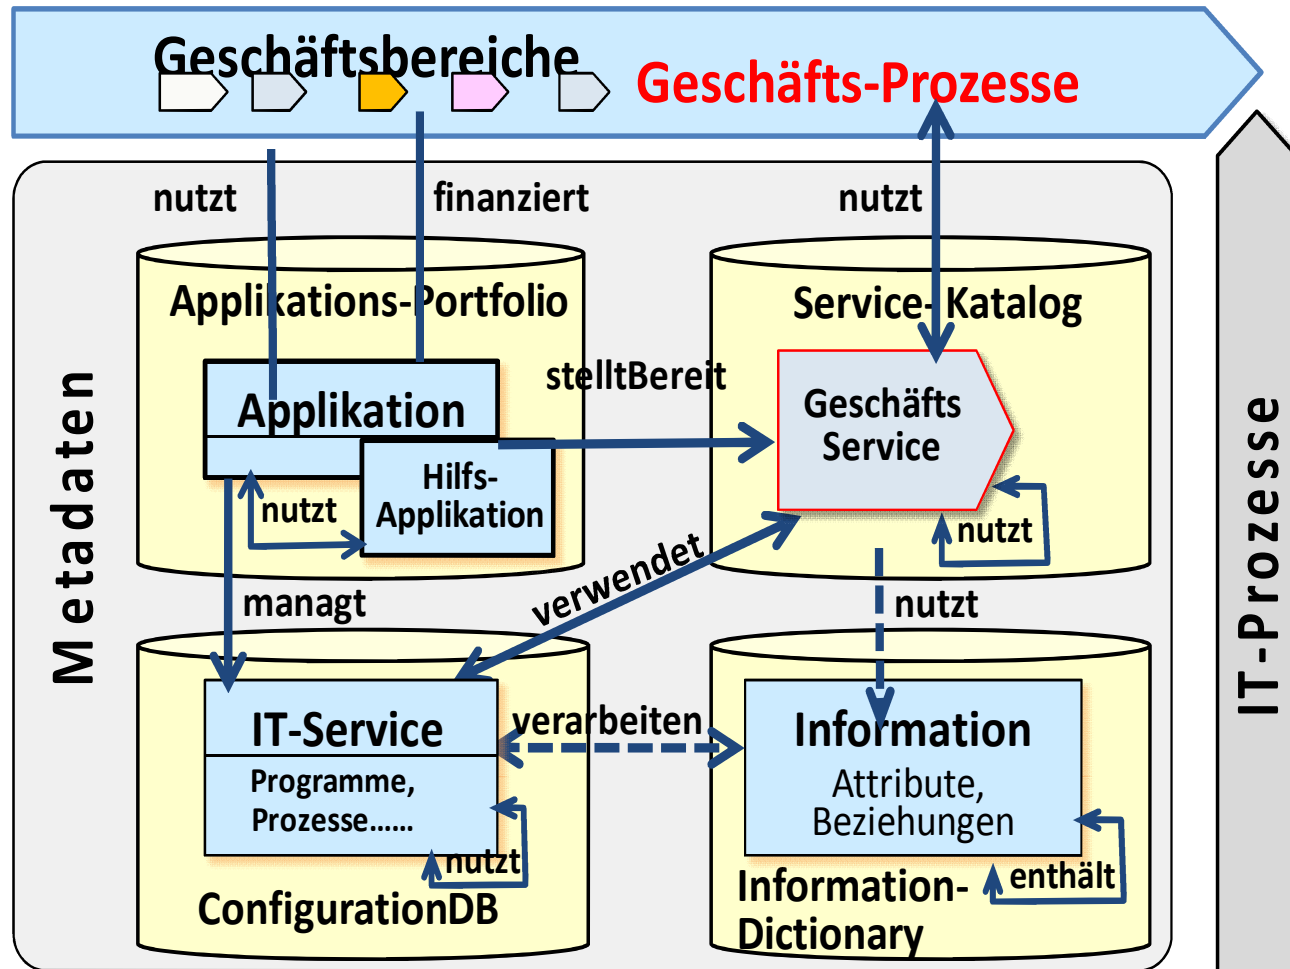 Geschäftsbereiche
Geschäfts-Prozesse
nutzt
finanziert
nutzt
Applikations-Portfolio
Service- Katalog
stelltBereit
Applikation
Geschäfts
Service
Hilfs-
Applikation
nutzt
nutzt
Metadaten
IT-Prozesse
managt
verwendet
nutzt
IT-Service
verarbeiten
Information
Programme,
Prozesse......
Attribute,
Beziehungen
nutzt
enthält
ConfigurationDB
Information-
Dictionary